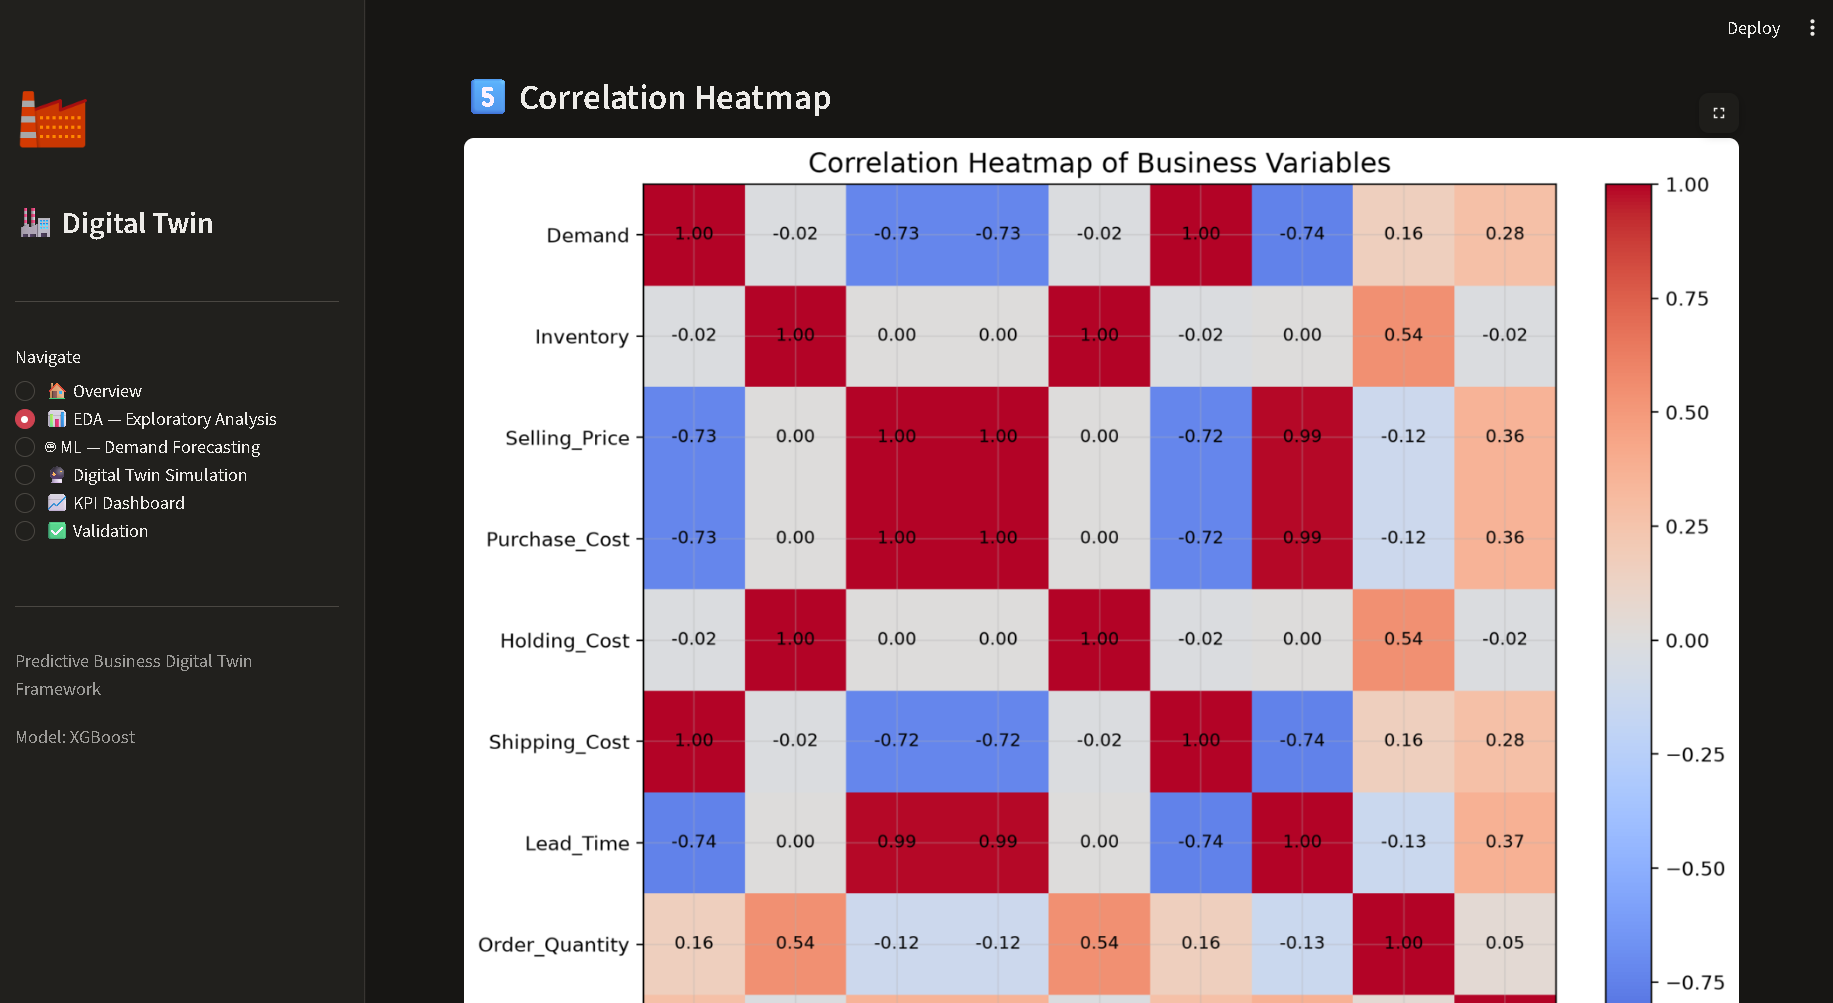 Deploy
5 Correlation Heatmap
Digital Twin
Navigate
Overview
EDA — Exploratory Analysis
ML — Demand Forecasting
Digital Twin Simulation
KPI Dashboard
Validation
Predictive Business Digital Twin
Framework
Model: XGBoost
Correlation Heatmap of Business Variables
Demand 1.00 -0.02 -0.73 -0.73 -0.02 1.00 -0.74 0.16 0.28
Inventory -0.02 1.00 0.00 0.00 1.00 -0.02 0.00 0.54 -0.02
Selling_Price -0.73 0.00 1.00 1.00 0.00 -0.72 0.99 -0.12 0.36
Purchase_Cost -0.73 0.00 1.00 1.00 0.00 -0.72 0.99 -0.12 0.36
Holding_Cost -0.02 1.00 0.00 0.00 1.00 -0.02 0.00 0.54 -0.02
Shipping_Cost 1.00 -0.02 -0.72 -0.72 -0.02 1.00 -0.74 0.16 0.28
Lead_Time -0.74 0.00 0.99 0.99 0.00 -0.74 1.00 -0.13 0.37
Order_Quantity 0.16 0.54 -0.12 -0.12 0.54 0.16 -0.13 1.00 0.05
1.00
0.75
0.50
0.25
0.00
−0.25
−0.50
−0.75